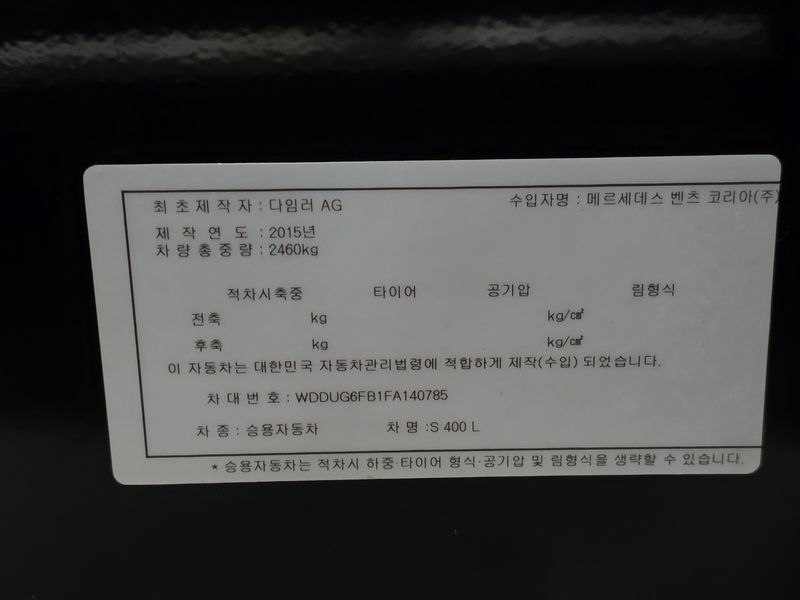 최초제작자 : 다임러 AG 수입자명 : 메르세데스 벤츠 코리아(주)
제 작 연 도 : 2015년
차 량 총 중 량 : 2460kg
적차시축중 타이어 공기압 림형식
전축 kg kg/㎠
후축 kg kg/㎠
이 자동차는 대한민국 자동차관리법령에 적합하게 제작(수입) 되었습니다.
차 대 번 호 : WDDUG6FB1FA140785
차 종 : 승용자동차 차 명 :S 400 L
* 승용자동차는 적차시 하중·타이어 형식·공기압 및 림형식을 생략할 수 있습니다.